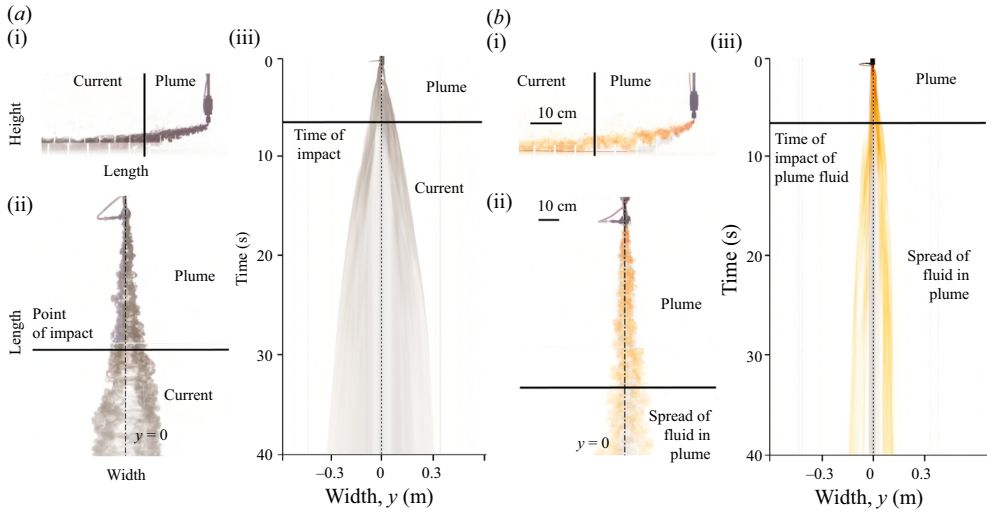 (a)
(i)
Current
Plume
Height
Length
(ii)
Plume
Point
of impact
Length
Current
y = 0
Width
(iii)
0
10
20
30
40
Time (s)
Plume
Time of
impact
Current
–0.3
0
0.3
Width, y (m)
(b)
(i)
Current
Plume
10 cm
(ii)
10 cm
Plume
Spread of
fluid in
plume
y = 0
(iii)
0
10
20
30
40
Time (s)
Plume
Time of
impact of
plume fluid
Spread of
fluid in
plume
–0.3
0
0.3
Width, y (m)